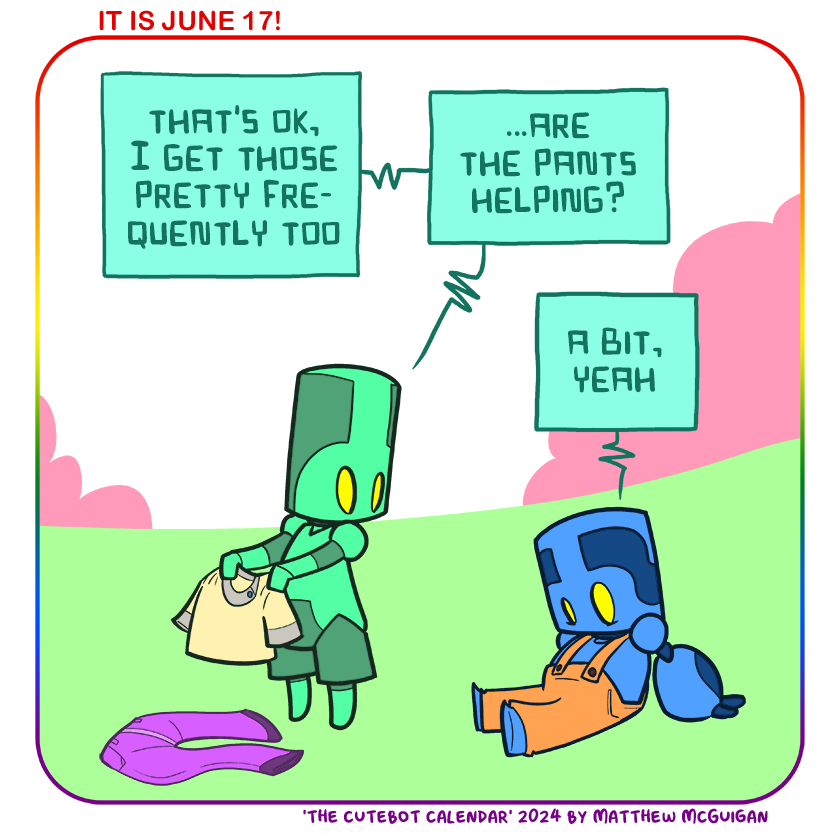 IT IS JUNE 17!
THAT'S OK,
I GET THOSE
PRETTY FRE-
QUENTLY TOO
...ARE
THE PANTS
HELPING?
A BIT,
YEAH
'THE CUTEBOT CALENDAR' 2024 BY MATTHEW MCGUIGAN